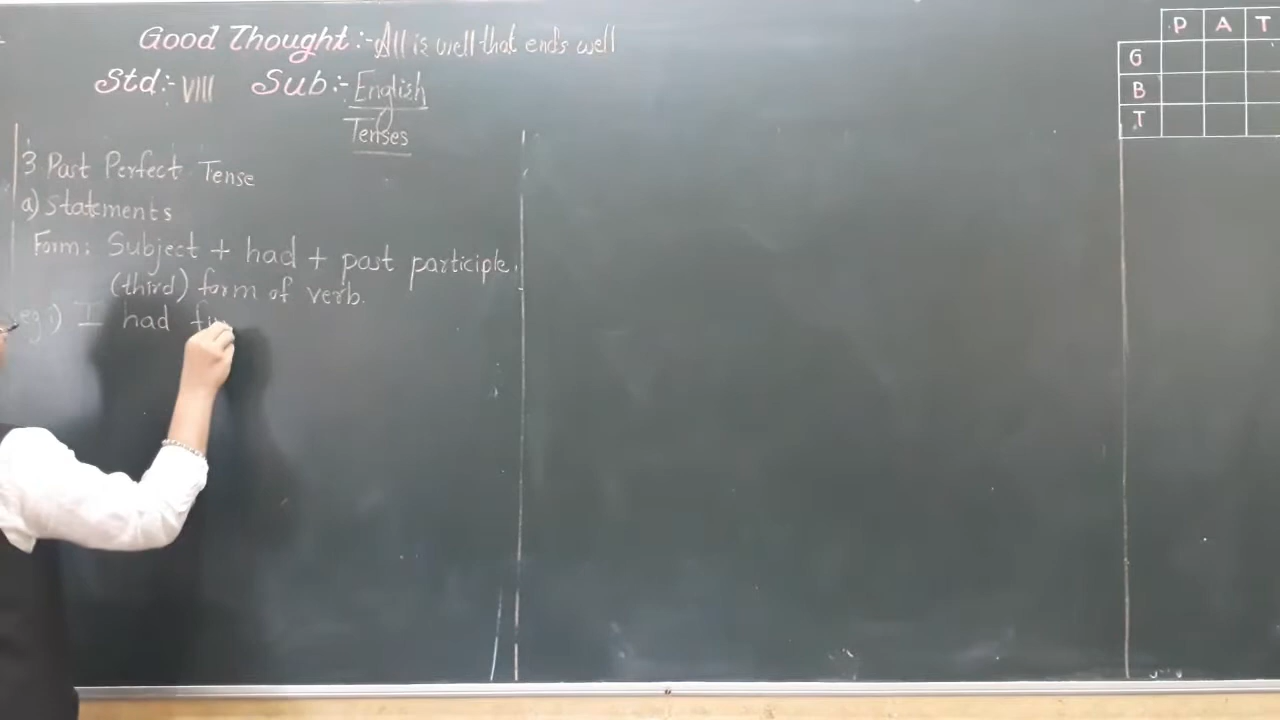 Good Thought :- All is well that ends well
Std :- VIII Sub :- English
Tenses
P A T
G
B
T
3 Past Perfect Tense
a) Statements
Form: Subject + had + past participle.
(third) form of verb.
eg i) I had